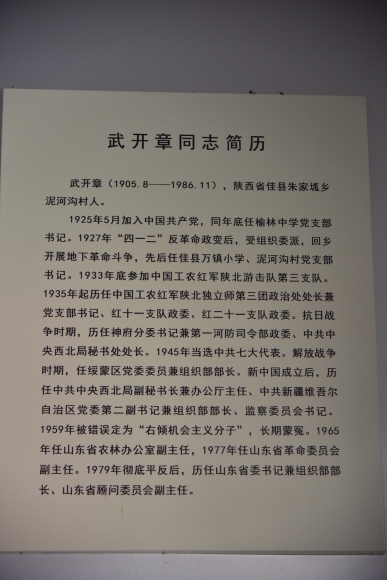 武开章同志简历
武开章（1905.8——1986.11），陕西省佳县朱家坬乡
泥河沟村人。
1925年5月加入中国共产党，同年底任榆林中学党支部
书记。1927年“四一二”反革命政变后，受组织委派，回乡
开展地下革命斗争，先后任佳县万镇小学、泥河沟村党支部
书记。1933年底参加中国工农红军陕北游击队第三支队。
1935年起历任中国工农红军陕北独立师第三团政治处处长兼
党支部书记、红十一支队政委、红二十一支队政委。抗日战
争时期，历任神府分委书记兼第一河防司令部政委、中共中
央西北局秘书处处长。1945年当选中共七大代表。解放战争
时期，任绥蒙区党委委员兼组织部部长。新中国成立后，历
任中共中央西北局副秘书长兼办公厅主任、中共新疆维吾尔
自治区党委第二副书记兼组织部部长、监察委员会书记。
1959年被错误定为“右倾机会主义分子”，长期蒙冤。1965
年任山东省农林办公室副主任，1977年任山东省革命委员会
副主任。1979年彻底平反后，历任山东省委书记兼组织部部
长、山东省顾问委员会副主任。